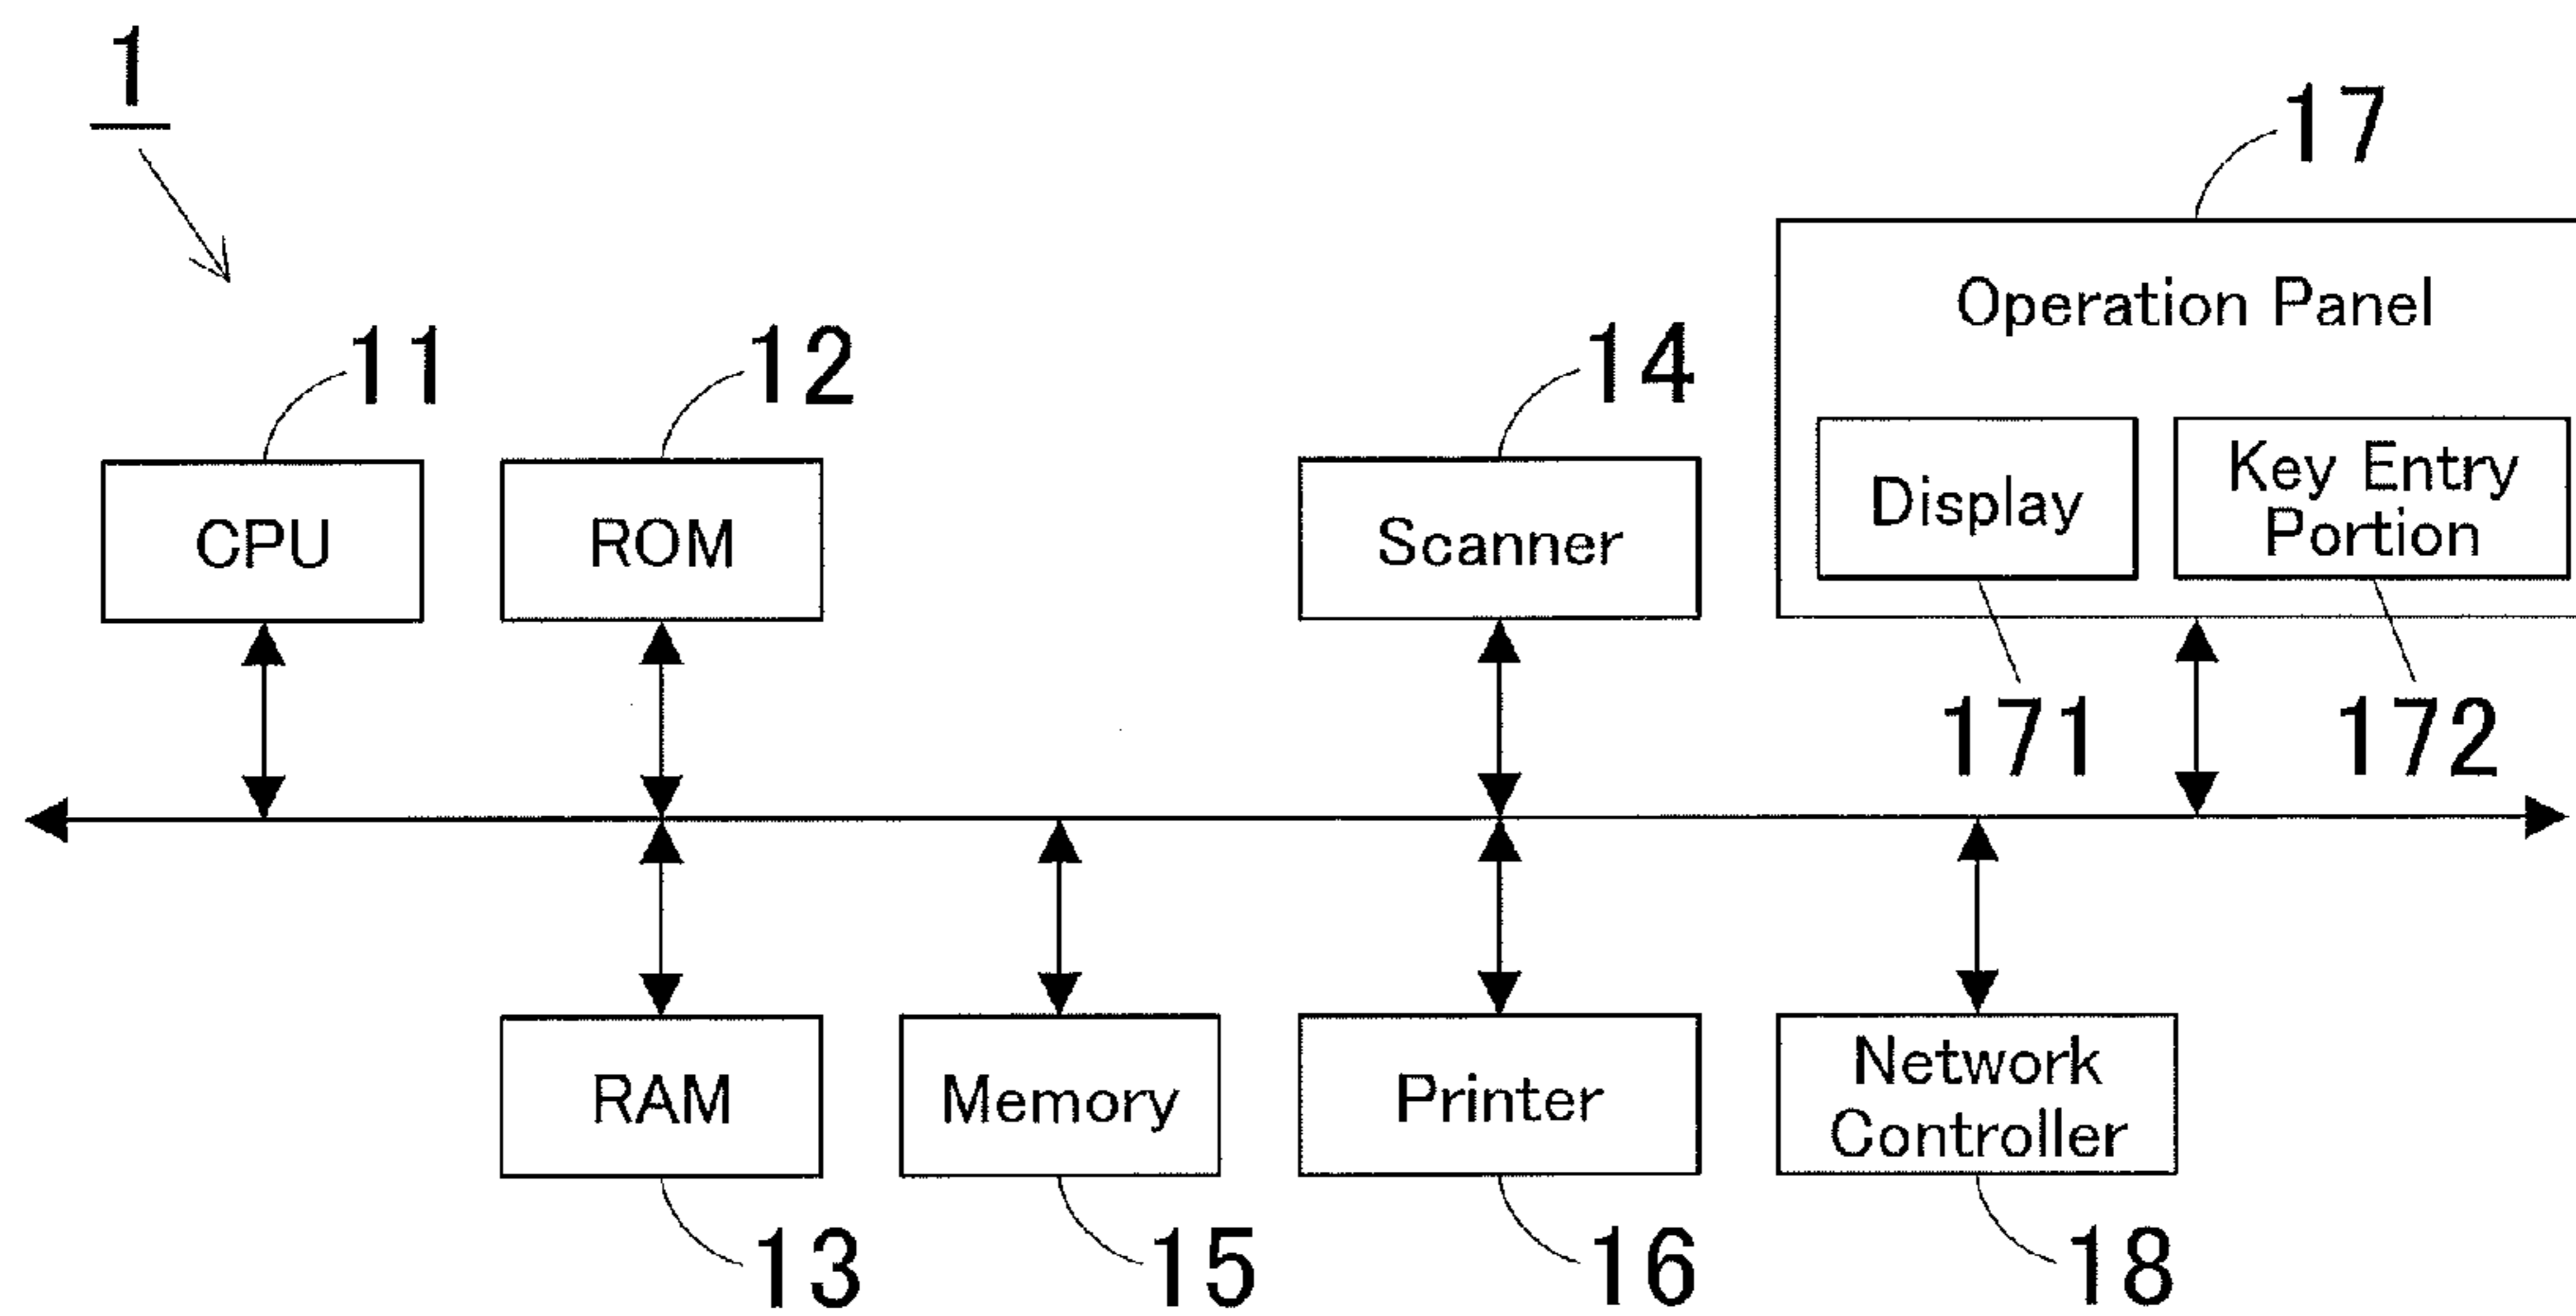 1
17
Operation Panel
11
12
14
CPU
ROM
Scanner
Display
Key Entry
Portion
171
172
RAM
Memory
Printer
Network
Controller
13
15
16
18